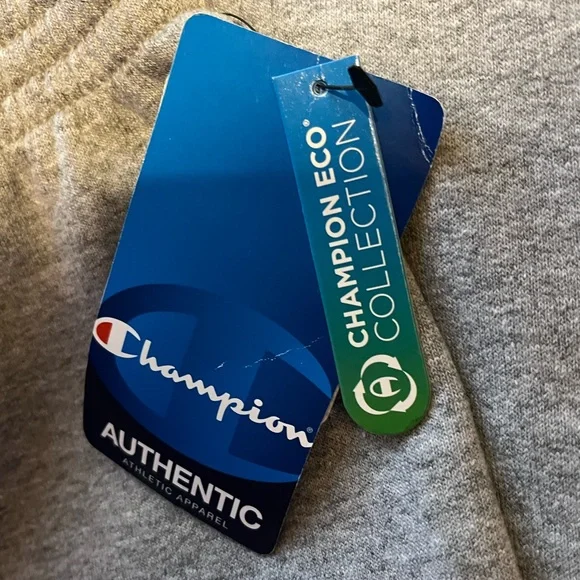 Champion®
AUTHENTIC
ATHLETIC APPAREL
CHAMPION ECO®
COLLECTION